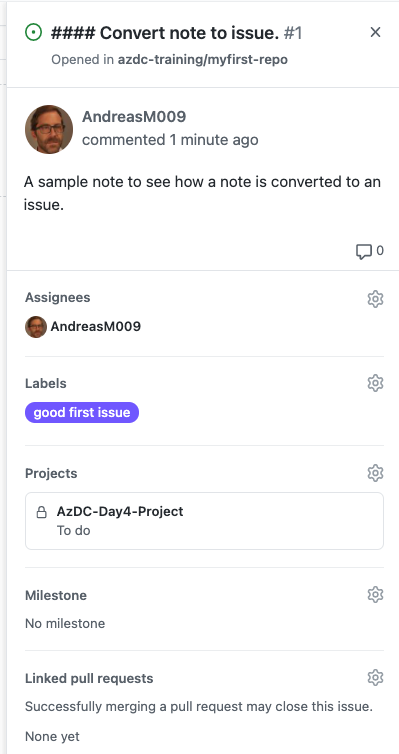 #### Convert note to issue. #1
Opened in azdc-training/myfirst-repo
AndreasM009
commented 1 minute ago
A sample note to see how a note is converted to an
issue.
0
Assignees
AndreasM009
Labels
good first issue
Projects
AzDC-Day4-Project
To do
Milestone
No milestone
Linked pull requests
Successfully merging a pull request may close this issue.
None yet